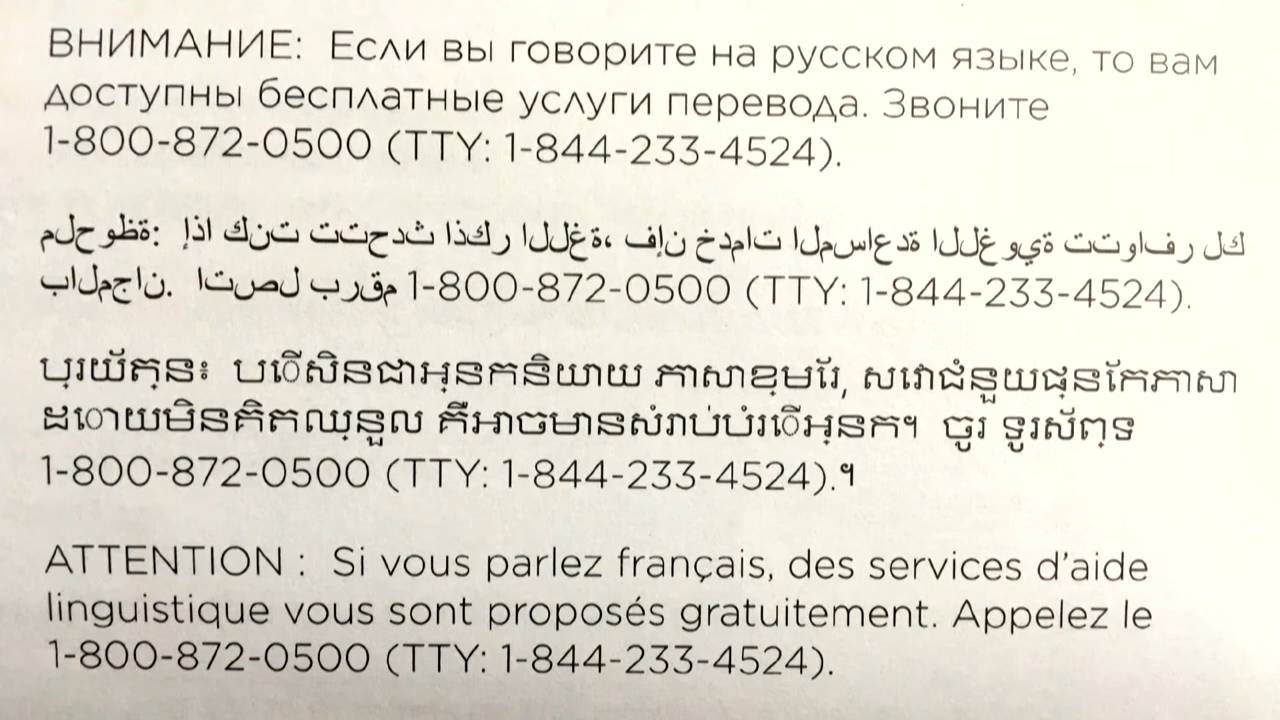 ВНИМАНИЕ: Если вы говорите на русском языке, то вам
доступны бесплатные услуги перевода. Звоните
1-800-872-0500 (TTY: 1-844-233-4524).
ملحوظة: إذا كنت تتحدث اذكر اللغة، فإن خدمات المساعدة اللغوية تتوافر لك
بالمجان. اتصل برقم 1-800-872-0500 (TTY: 1-844-233-4524).
ប្រយ័ត្ន៖ បើសិនជាអ្នកនិយាយ ភាសាខ្មែរ, សេវាជំនួយផ្នែកភាសា
ដោយមិនគិតឈ្នួល គឺអាចមានសំរាប់បំរើអ្នក។ ចូរ ទូរស័ព្ទ
1-800-872-0500 (TTY: 1-844-233-4524).។
ATTENTION : Si vous parlez français, des services d’aide
linguistique vous sont proposés gratuitement. Appelez le
1-800-872-0500 (TTY: 1-844-233-4524).